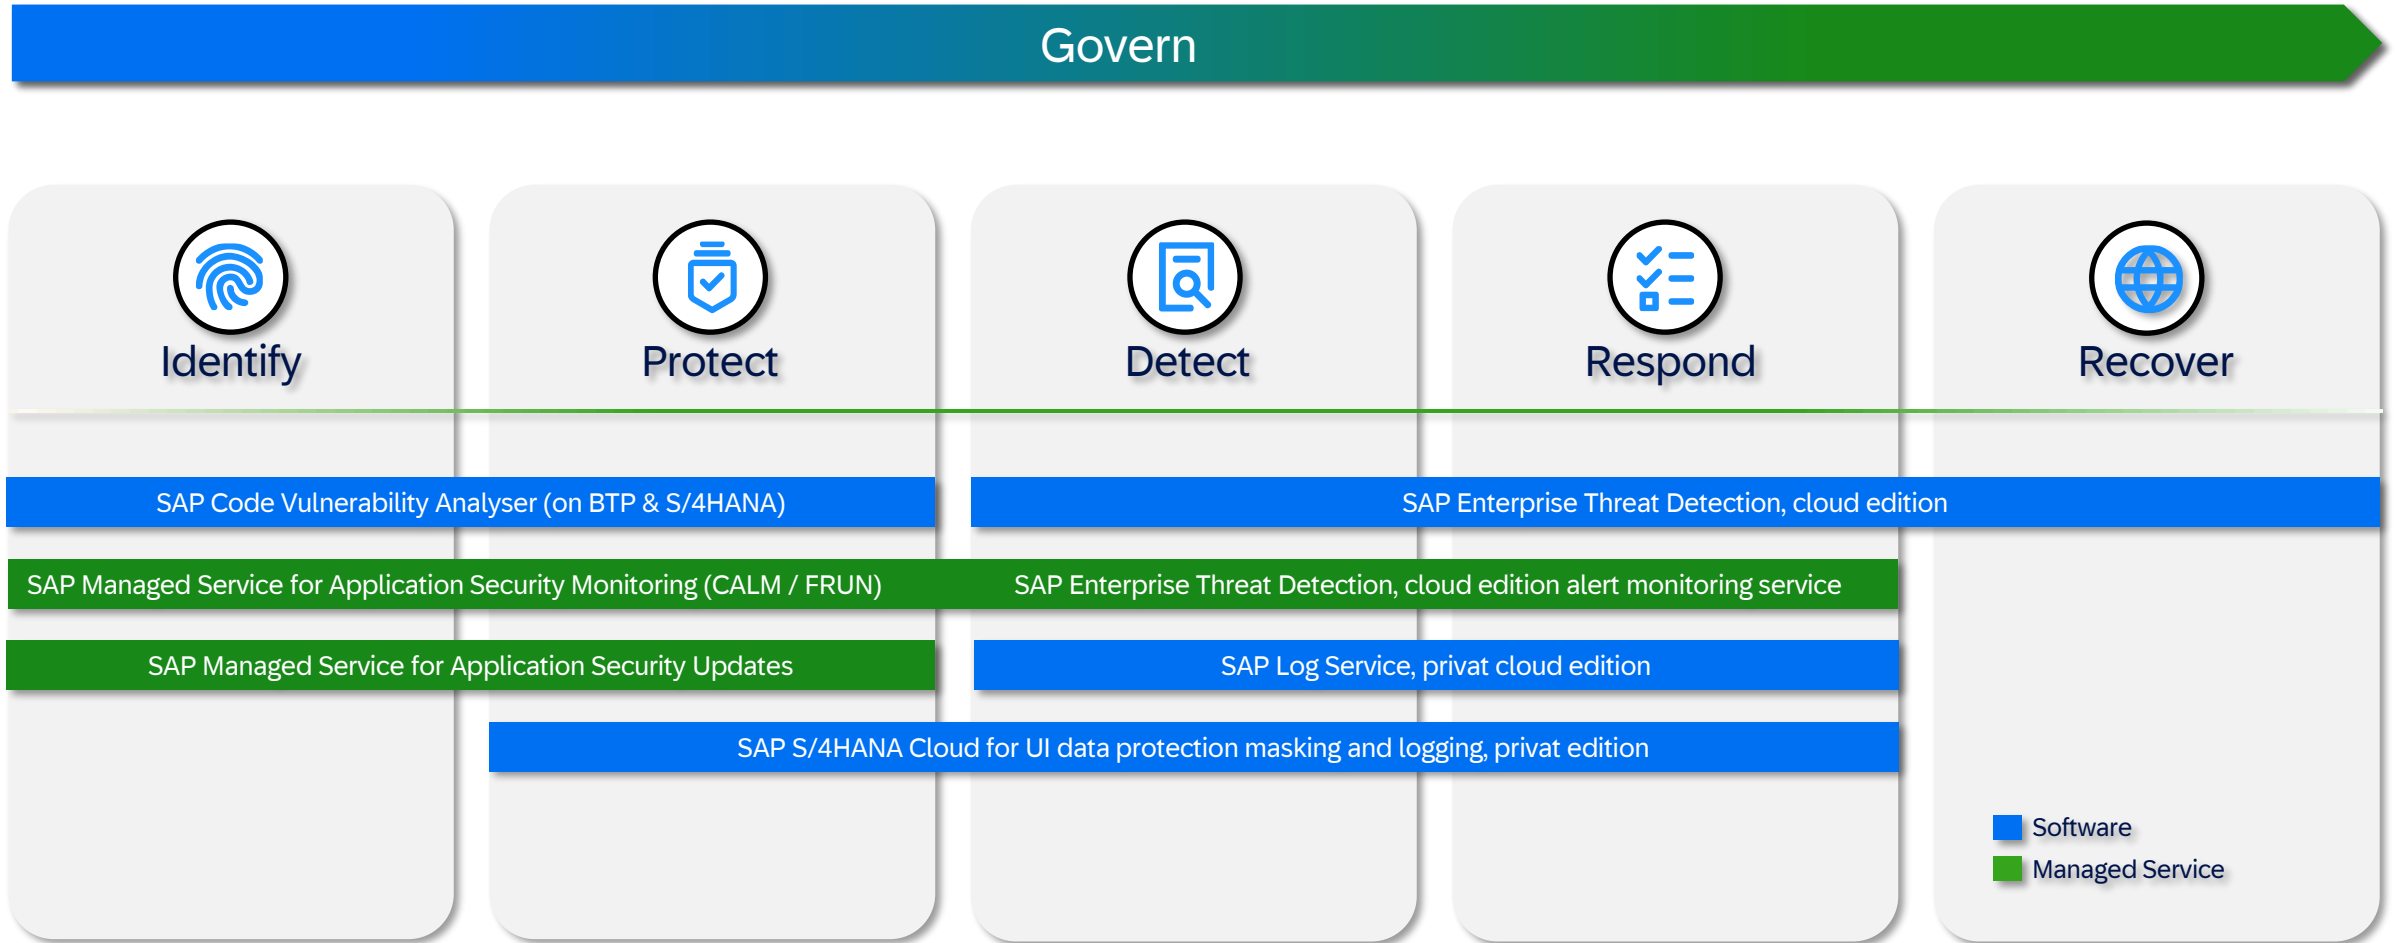 Govern
Identify
Protect
Detect
Respond
Recover
SAP Code Vulnerability Analyser (on BTP & S/4HANA)
SAP Enterprise Threat Detection, cloud edition
SAP Managed Service for Application Security Monitoring (CALM / FRUN)
SAP Enterprise Threat Detection, cloud edition alert monitoring service
SAP Managed Service for Application Security Updates
SAP Log Service, privat cloud edition
SAP S/4HANA Cloud for UI data protection masking and logging, privat edition
Software
Managed Service